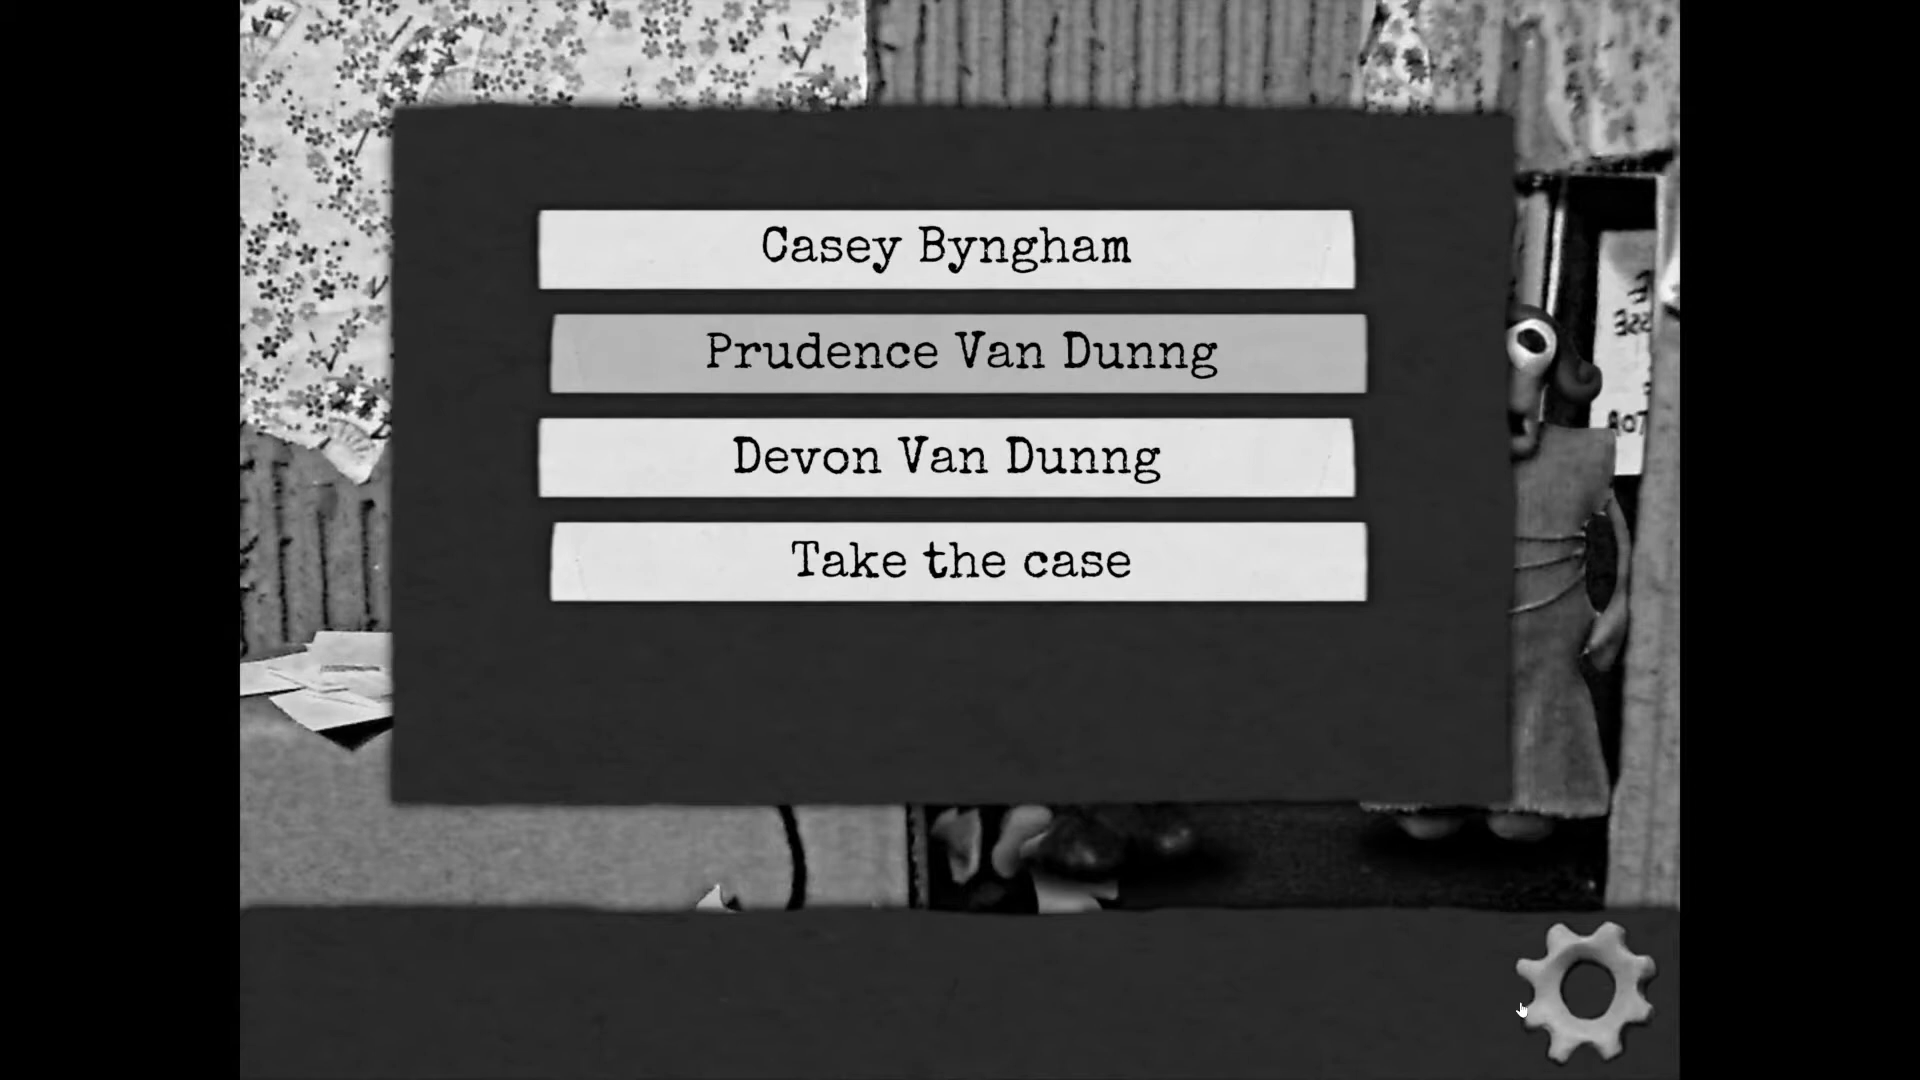 Casey Byngham
Prudence Van Dunng
Devon Van Dunng
Take the case